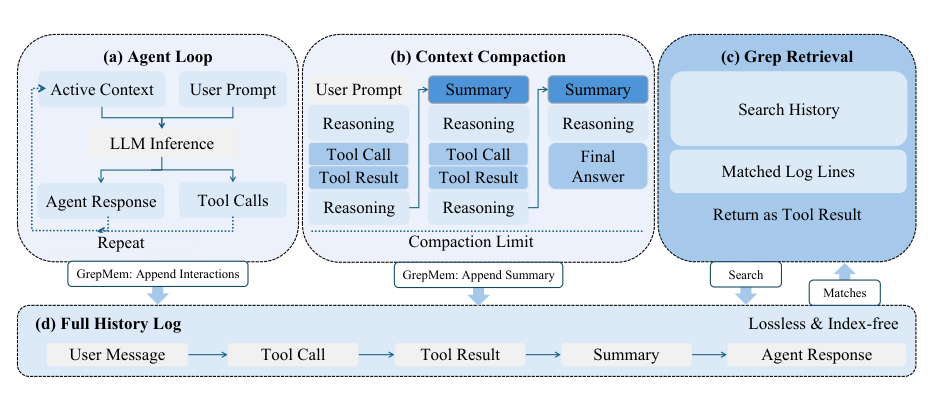 (a) Agent Loop
Active Context
User Prompt
LLM Inference
Agent Response
Tool Calls
Repeat
(b) Context Compaction
User Prompt
Reasoning
Tool Call
Tool Result
Reasoning
Summary
Reasoning
Tool Call
Tool Result
Reasoning
Summary
Reasoning
Final
Answer
Compaction Limit
(c) Grep Retrieval
Search History
Matched Log Lines
Return as Tool Result
GrepMem: Append Interactions
GrepMem: Append Summary
Search
Matches
(d) Full History Log
Lossless & Index-free
User Message
Tool Call
Tool Result
Summary
Agent Response